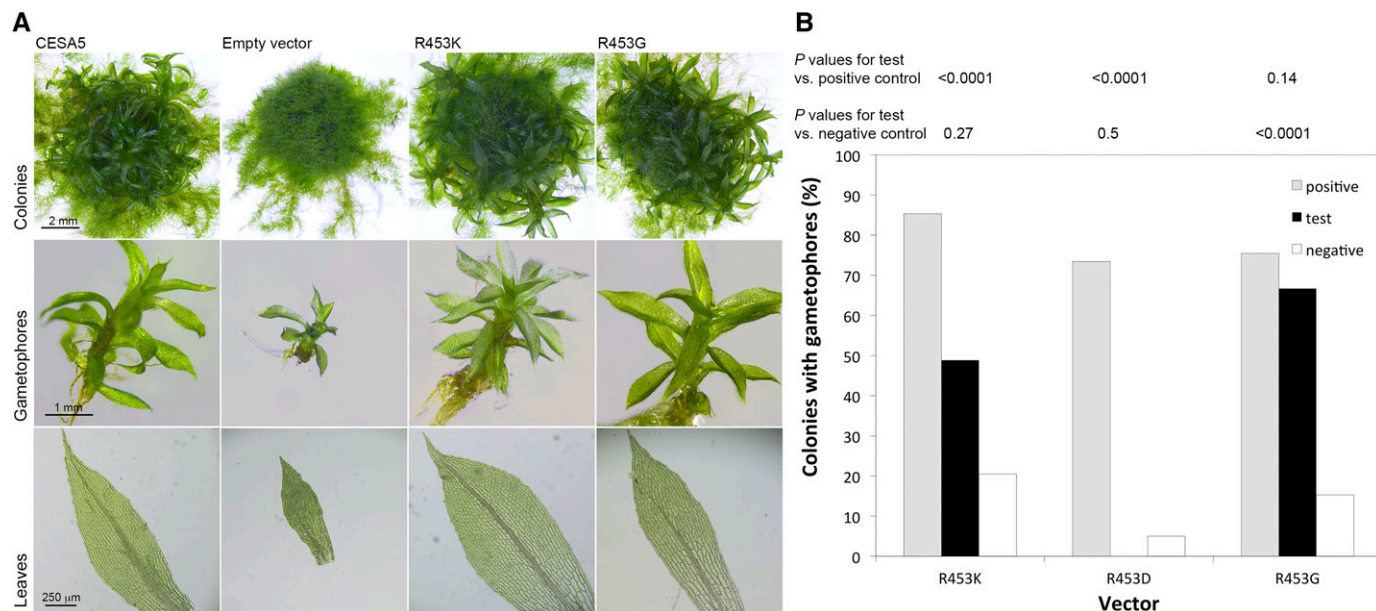 A
CESA5 Empty vector R453K R453G
Colonies
2 mm
Gametophores
1 mm
Leaves
250 µm
B
P values for test
vs. positive control <0.0001 <0.0001 0.14
P values for test
vs. negative control 0.27 0.5 <0.0001
Colonies with gametophores (%)
100
90
80
70
60
50
40
30
20
10
0
positive
test
negative
R453K R453D R453G
Vector